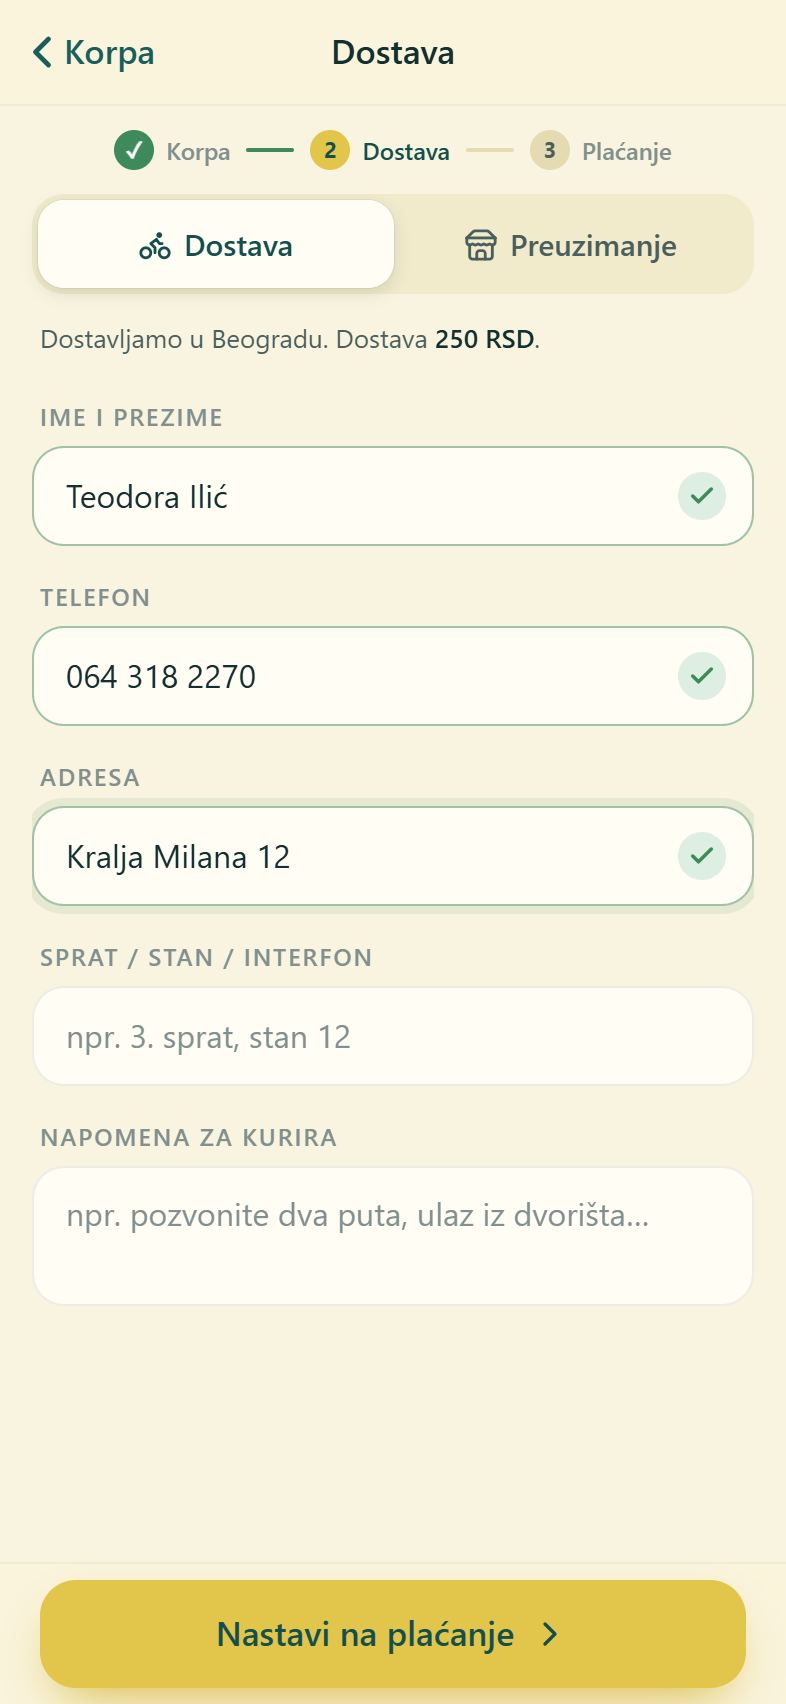 Korpa
Dostava
Korpa
2 Dostava
3 Plaćanje
Dostava
Preuzimanje
Dostavljamo u Beogradu. Dostava 250 RSD.
IME I PREZIME
Teodora Ilić
TELEFON
064 318 2270
ADRESA
Kralja Milana 12
SPRAT / STAN / INTERFON
npr. 3. sprat, stan 12
NAPOMENA ZA KURIRA
npr. pozvonite dva puta, ulaz iz dvorišta...
Nastavi na plaćanje